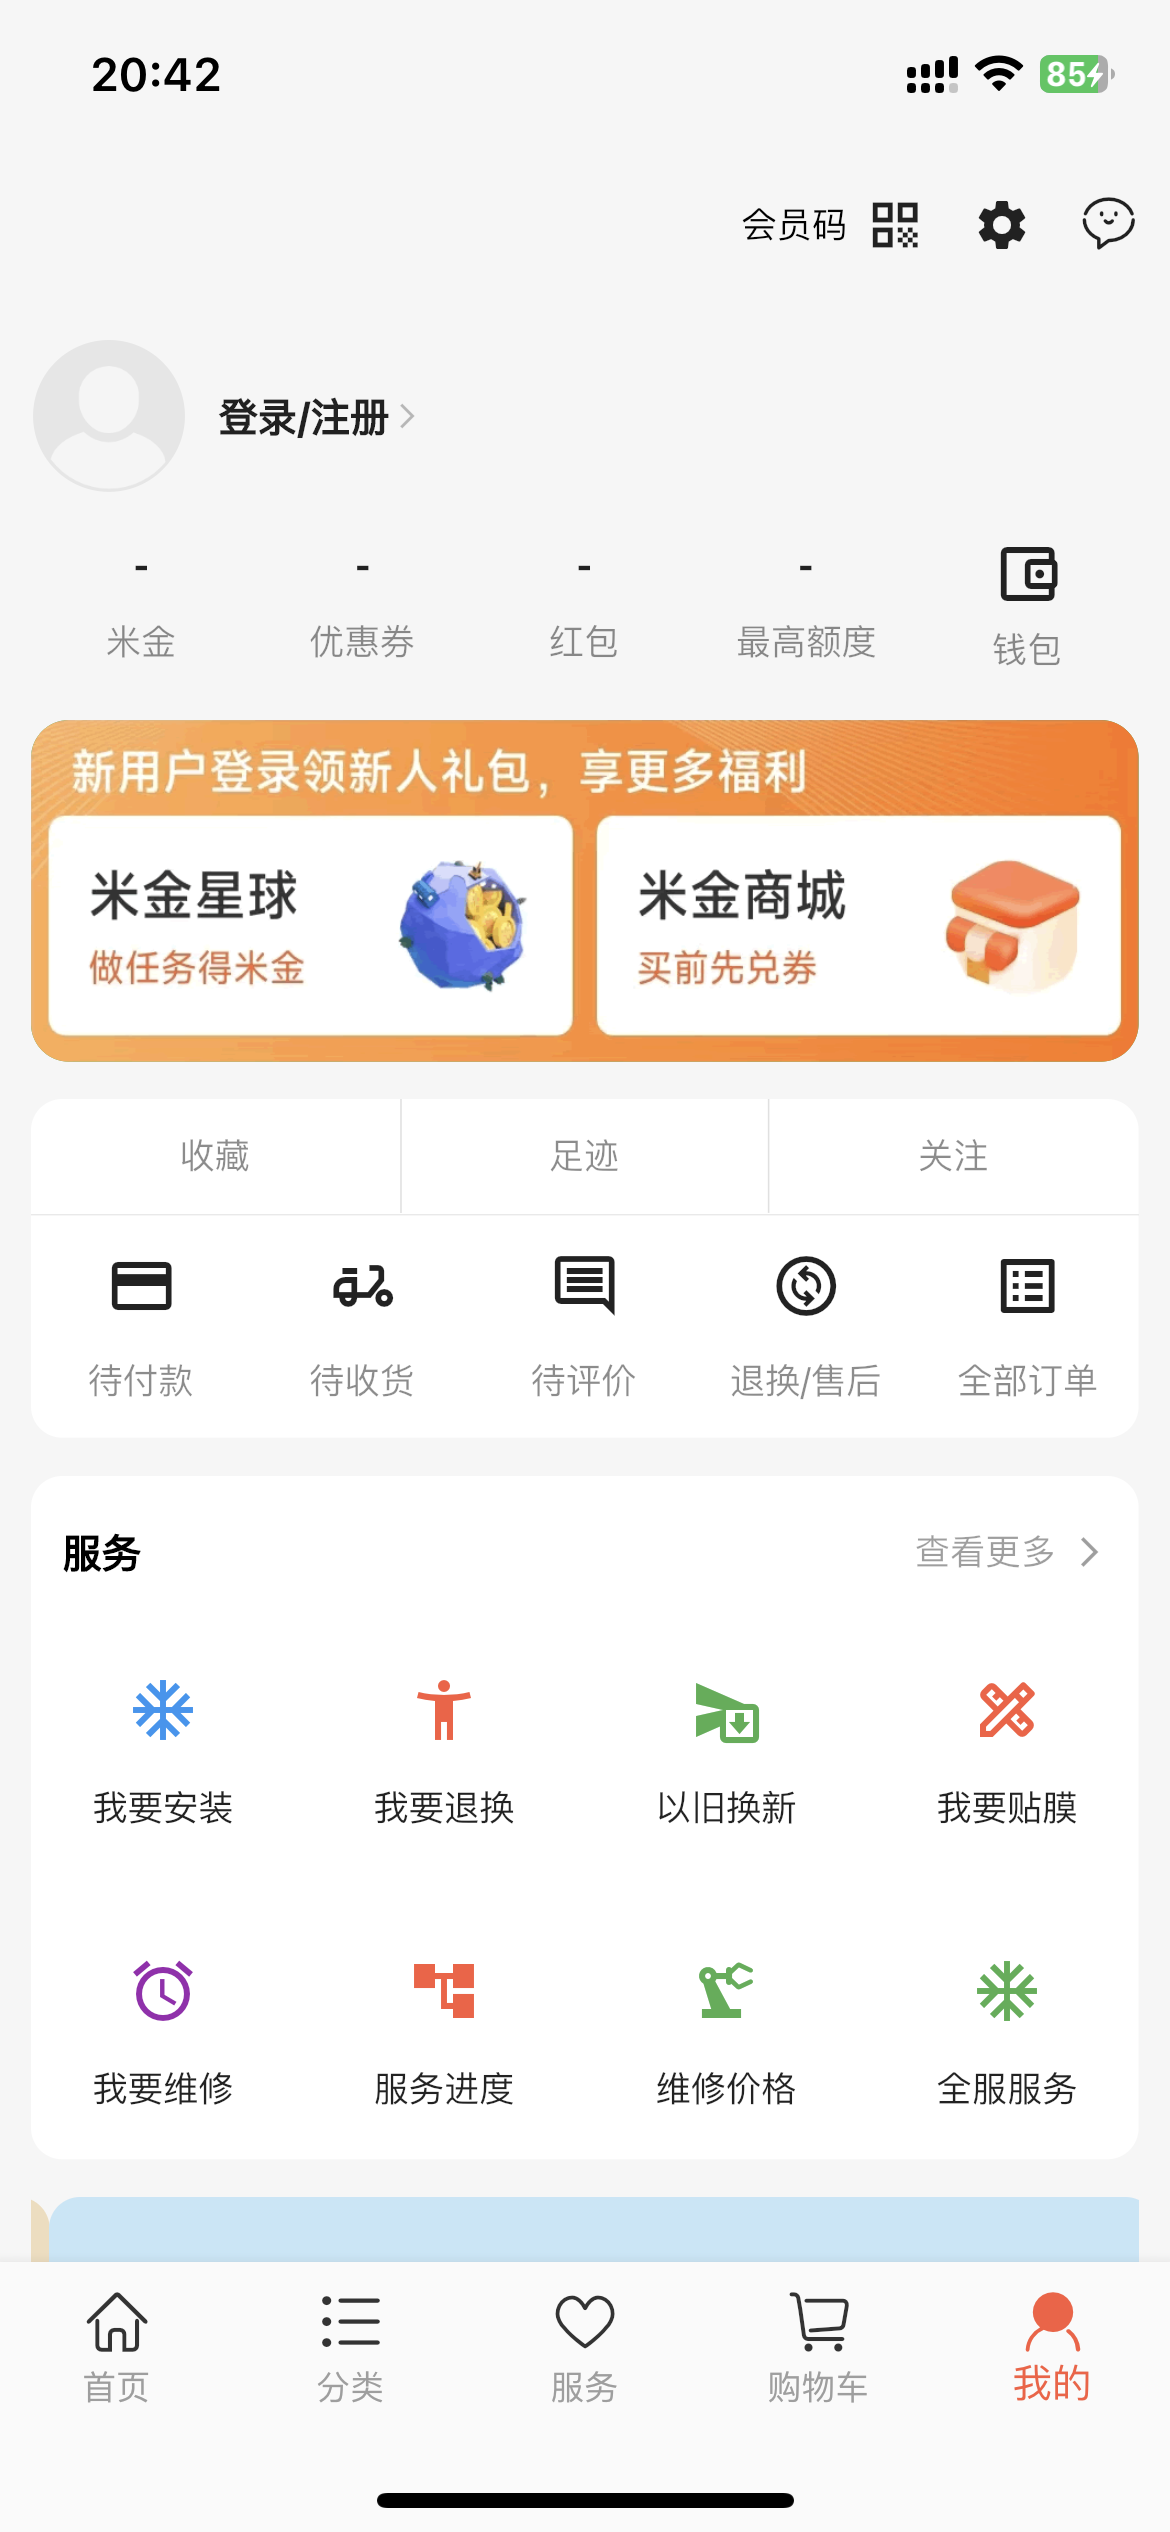 20:42
85
会员码
登录/注册
- - - -
米金 优惠券 红包 最高额度 钱包
新用户登录领新人礼包，享更多福利
米金星球 米金商城
做任务得米金 买前先兑券
收藏 足迹 关注
待付款 待收货 待评价 退换/售后 全部订单
服务 查看更多
我要安装 我要退换 以旧换新 我要贴膜
我要维修 服务进度 维修价格 全服服务
首页 分类 服务 购物车 我的